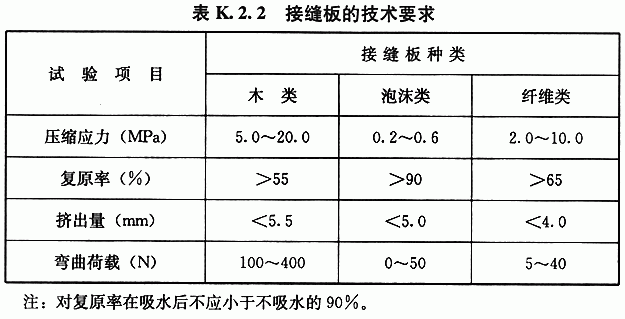 表 K.2.2 接缝板的技术要求
试验项目 接缝板种类
木类 泡沫类 纤维类
压缩应力（MPa） 5.0～20.0 0.2～0.6 2.0～10.0
复原率（%） >55 >90 >65
挤出量（mm） <5.5 <5.0 <4.0
弯曲荷载（N） 100～400 0～50 5～40
注：对复原率在吸水后不应小于不吸水的90%。